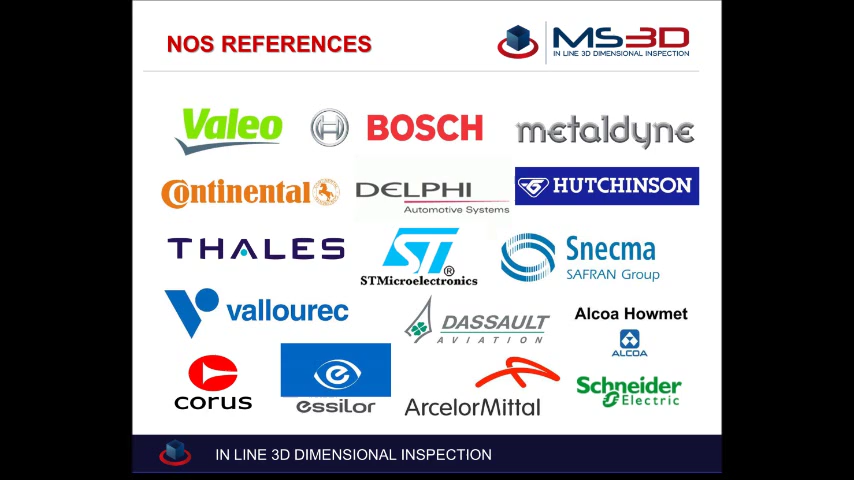 NOS REFERENCES
MS3D
IN LINE 3D DIMENSIONAL INSPECTION
Valeo
BOSCH
metaldyne
Continental
DELPHI
Automotive Systems
HUTCHINSON
THALES
ST
®
STMicroelectronics
Snecma
SAFRAN Group
vallourec
DASSAULT
AVIATION
Alcoa Howmet
ALCOA
corus
essilor
ArcelorMittal
Schneider
Electric
IN LINE 3D DIMENSIONAL INSPECTION